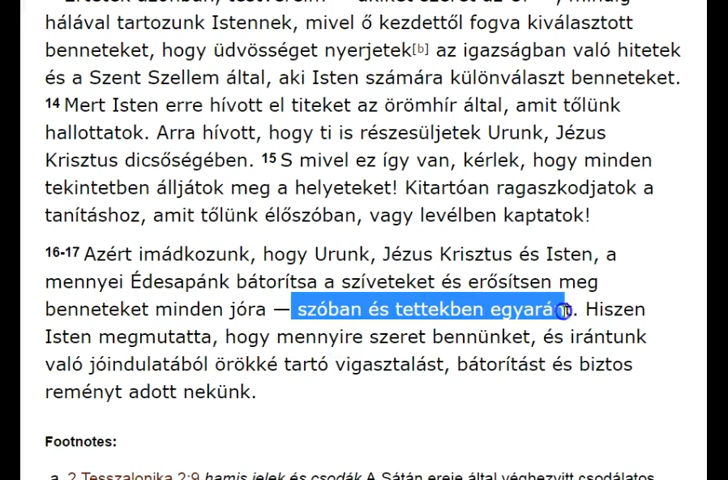 hálával tartozunk Istennek, mivel ő kezdettől fogva kiválasztott
benneteket, hogy üdvösséget nyerjetek[b] az igazságban való hitetek
és a Szent Szellem által, aki Isten számára különválaszt benneteket.
14 Mert Isten erre hívott el titeket az örömhír által, amit tőlünk
hallottatok. Arra hívott, hogy ti is részesüljetek Urunk, Jézus
Krisztus dicsőségében. 15 S mivel ez így van, kérlek, hogy minden
tekintetben álljátok meg a helyeteket! Kitartóan ragaszkodjatok a
tanításhoz, amit tőlünk élőszóban, vagy levélben kaptatok!
16-17 Azért imádkozunk, hogy Urunk, Jézus Krisztus és Isten, a
mennyei Édesapánk bátorítsa a szíveteket és erősítsen meg
benneteket minden jóra — szóban és tettekben egyaránt. Hiszen
Isten megmutatta, hogy mennyire szeret bennünket, és irántunk
való jóindulatából örökké tartó vigasztalást, bátorítást és biztos
reményt adott nekünk.
Footnotes:
a. 2 Tesszalonika 2:9 hamis jelek és csodák A Sátán ereje által véghezvitt csodálatos